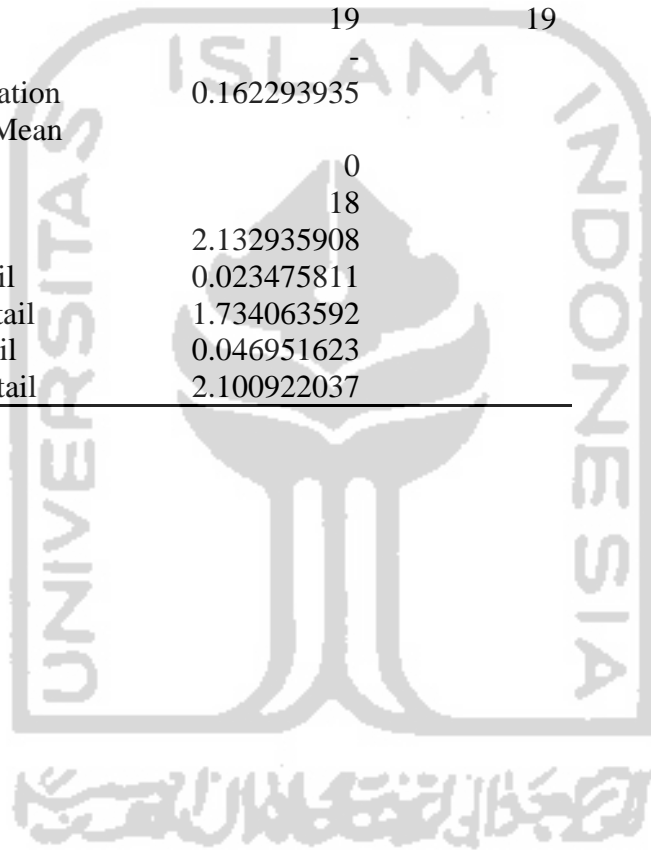 19 19
-
ation 0.162293935
Mean
0
18
2.132935908
il 0.023475811
tail 1.734063592
il 0.046951623
tail 2.100922037
ISLAM
UNIVERSITAS
INDONESIA